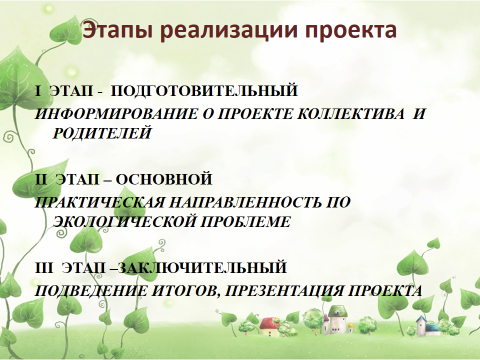 Этапы реализации проекта
I ЭТАП - ПОДГОТОВИТЕЛЬНЫЙ
ИНФОРМИРОВАНИЕ О ПРОЕКТЕ КОЛЛЕКТИВА И
РОДИТЕЛЕЙ
II ЭТАП – ОСНОВНОЙ
ПРАКТИЧЕСКАЯ НАПРАВЛЕННОСТЬ ПО
ЭКОЛОГИЧЕСКОЙ ПРОБЛЕМЕ
III ЭТАП –ЗАКЛЮЧИТЕЛЬНЫЙ
ПОДВЕДЕНИЕ ИТОГОВ, ПРЕЗЕНТАЦИЯ ПРОЕКТА